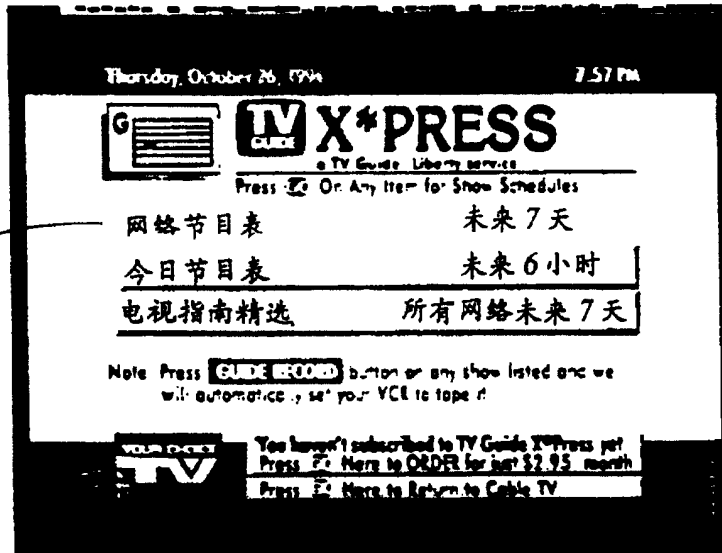 Thursday, October 26, 1994 7:57 PM
G
TV GUIDE X*PRESS
a TV Guide Liberty service
Press On Any Item for Show Schedules
网络节目表 未来7天
今日节目表 未来6小时
电视指南精选 所有网络未来7天
Note Press GUIDE RECORD button on any show listed and we
will automatically set your VCR to tape it
YOUR CHOICE
TV
You haven't subscribed to TV Guide X*Press yet
Press Here to ORDER for just $2.95 month
Press Here to Return to Cable TV